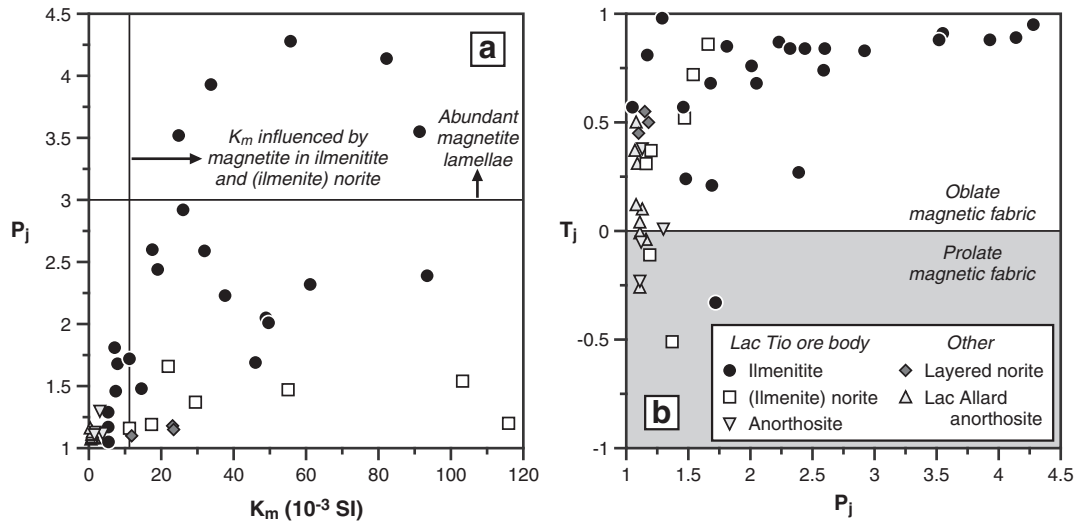 4.5
4
3.5
3
2.5
2
1.5
1
Pj
0
20
40
60
80
100
120
Km (10-3 SI)
a
Km influenced by
magnetite in ilmenitite
and (ilmenite) norite
Abundant
magnetite
lamellae
1
0.5
0
-0.5
-1
Tj
1
1.5
2
2.5
3
3.5
4
4.5
Pj
Oblate
magnetic fabric
Prolate
magnetic fabric
b
Lac Tio ore body
Ilmenitite
(Ilmenite) norite
Anorthosite
Other
Layered norite
Lac Allard
anorthosite